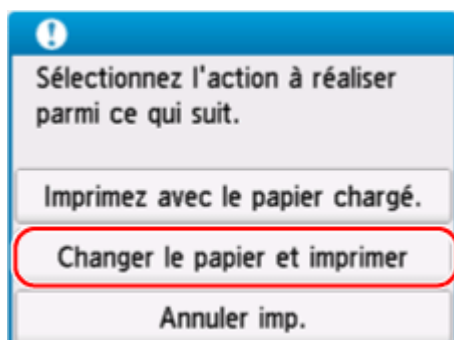 Sélectionnez l'action à réaliser
parmi ce qui suit.
Imprimez avec le papier chargé.
Changer le papier et imprimer
Annuler imp.